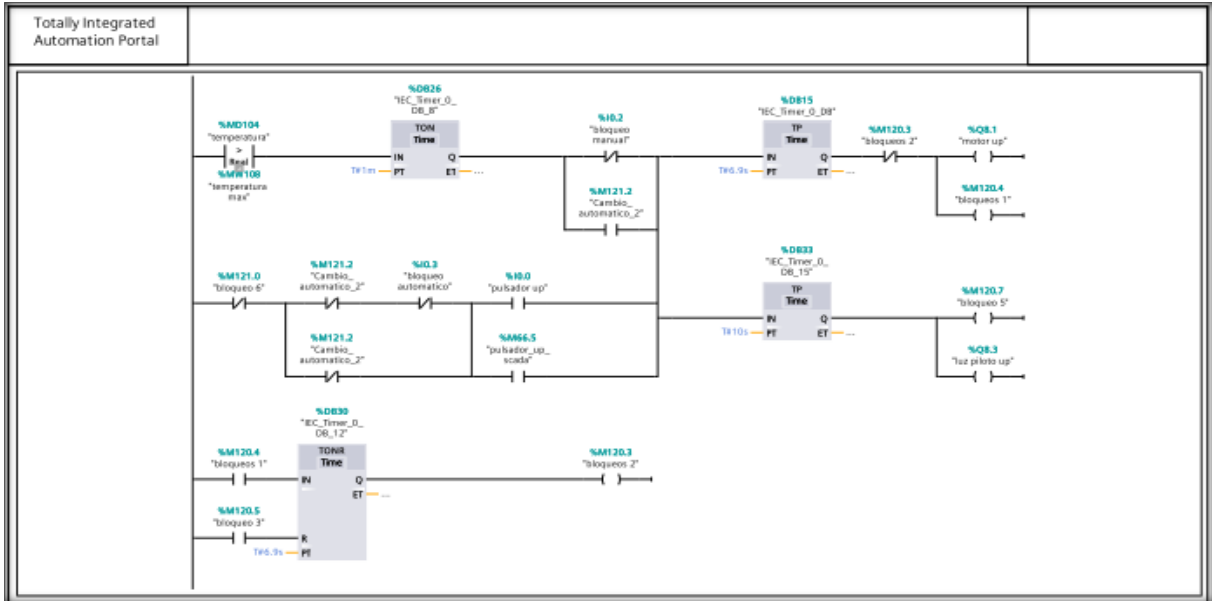 Totally Integrated
Automation Portal
%MD104
"temperatura"
>
Real
%MW108
"temperatura
max"
%DB26
"IEC_Timer_0_
DB_8"
TON
Time
IN Q
T#1m PT ET ...
%I0.2
"bloqueo
manual"
%M121.2
"Cambio_
automatico_2"
%DB15
"IEC_Timer_0_DB"
TP
Time
IN Q
T#6.9s PT ET ...
%M120.3
"bloqueos 2"
%Q8.1
"motor up"
%M120.4
"bloqueos 1"
%M121.0
"bloqueo 6"
%M121.2
"Cambio_
automatico_2"
%I0.3
"bloqueo
automatico"
%I0.0
"pulsador up"
%M121.2
"Cambio_
automatico_2"
%M66.5
"pulsador_up_
scada"
%DB33
"IEC_Timer_0_
DB_15"
TP
Time
IN Q
T#10s PT ET ...
%M120.7
"bloqueo 5"
%Q8.3
"luz piloto up"
%DB30
"IEC_Timer_0_
DB_12"
TONR
Time
%M120.4
"bloqueos 1"
IN Q
ET ...
%M120.5
"bloqueo 3"
R
T#6.9s PT
%M120.3
"bloqueos 2"